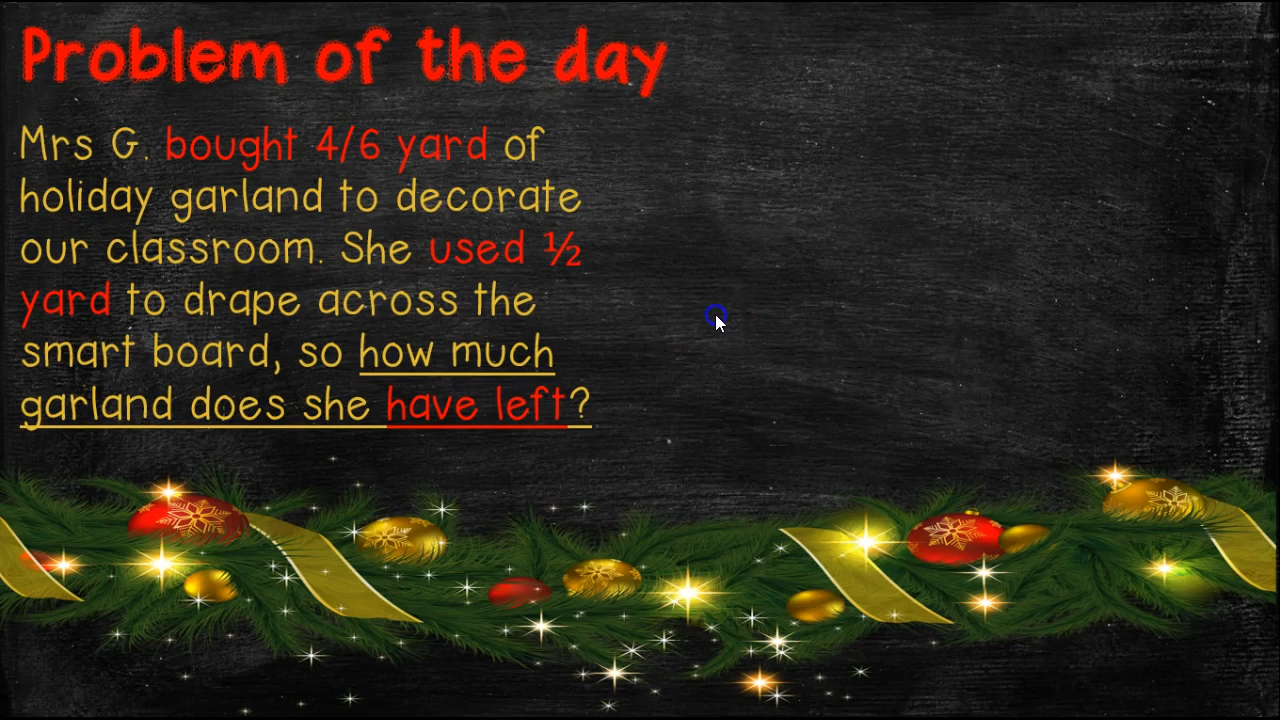 Problem of the day
Mrs G. bought 4/6 yard of
holiday garland to decorate
our classroom. She used ½
yard to drape across the
smart board, so how much
garland does she have left?